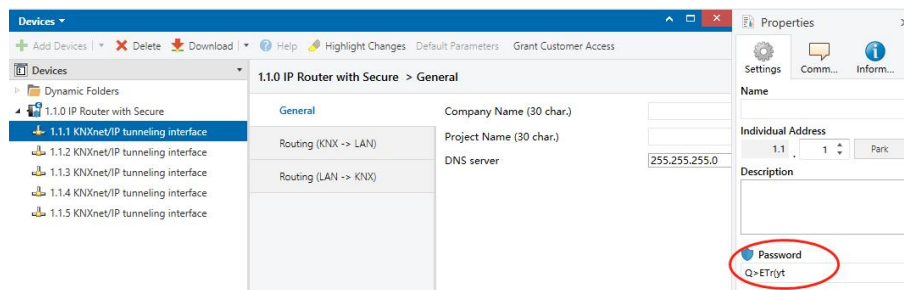 Devices
Add Devices Delete Download Help Highlight Changes Default Parameters Grant Customer Access
Devices
Dynamic Folders
1.1.0 IP Router with Secure
1.1.1 KNXnet/IP tunneling interface
1.1.2 KNXnet/IP tunneling interface
1.1.3 KNXnet/IP tunneling interface
1.1.4 KNXnet/IP tunneling interface
1.1.5 KNXnet/IP tunneling interface
1.1.0 IP Router with Secure > General
General
Routing (KNX -> LAN)
Routing (LAN -> KNX)
Company Name (30 char.)
Project Name (30 char.)
DNS server 255.255.255.0
Properties
Settings Comm... Inform...
Name
Individual Address
1.1 . 1 Park
Description
Password
Q>ETr(yt